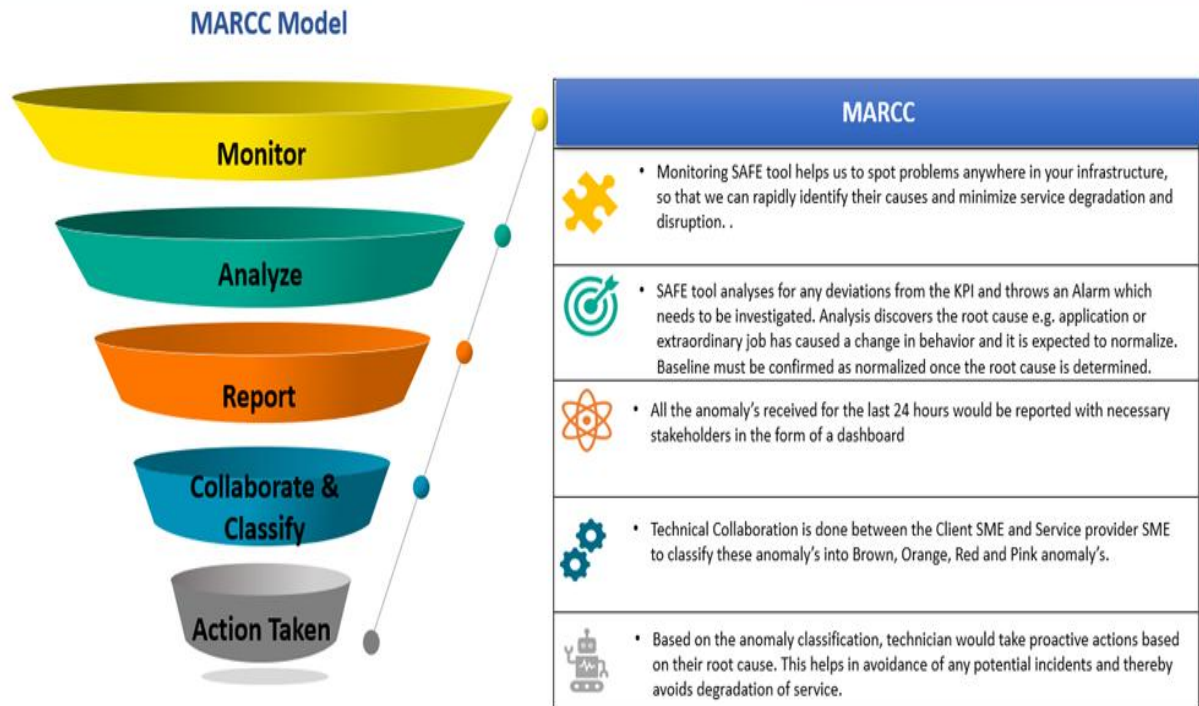 MARCC Model
Monitor
Analyze
Report
Collaborate &
Classify
Action Taken
MARCC
• Monitoring SAFE tool helps us to spot problems anywhere in your infrastructure,
so that we can rapidly identify their causes and minimize service degradation and
disruption. .
• SAFE tool analyses for any deviations from the KPI and throws an Alarm which
needs to be investigated. Analysis discovers the root cause e.g. application or
extraordinary job has caused a change in behavior and it is expected to normalize.
Baseline must be confirmed as normalized once the root cause is determined.
• All the anomaly's received for the last 24 hours would be reported with necessary
stakeholders in the form of a dashboard
• Technical Collaboration is done between the Client SME and Service provider SME
to classify these anomaly's into Brown, Orange, Red and Pink anomaly's.
• Based on the anomaly classification, technician would take proactive actions based
on their root cause. This helps in avoidance of any potential incidents and thereby
avoids degradation of service.